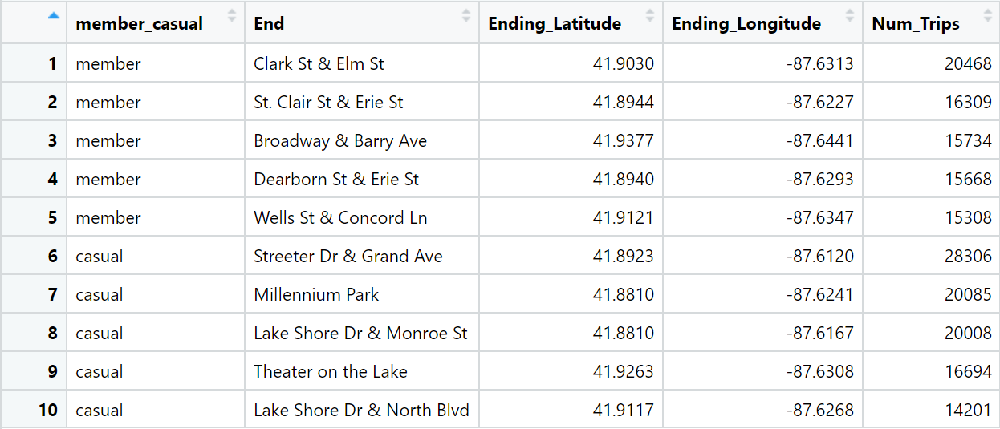 member_casual End Ending_Latitude Ending_Longitude Num_Trips
1 member Clark St & Elm St 41.9030 -87.6313 20468
2 member St. Clair St & Erie St 41.8944 -87.6227 16309
3 member Broadway & Barry Ave 41.9377 -87.6441 15734
4 member Dearborn St & Erie St 41.8940 -87.6293 15668
5 member Wells St & Concord Ln 41.9121 -87.6347 15308
6 casual Streeter Dr & Grand Ave 41.8923 -87.6120 28306
7 casual Millennium Park 41.8810 -87.6241 20085
8 casual Lake Shore Dr & Monroe St 41.8810 -87.6167 20008
9 casual Theater on the Lake 41.9263 -87.6308 16694
10 casual Lake Shore Dr & North Blvd 41.9117 -87.6268 14201